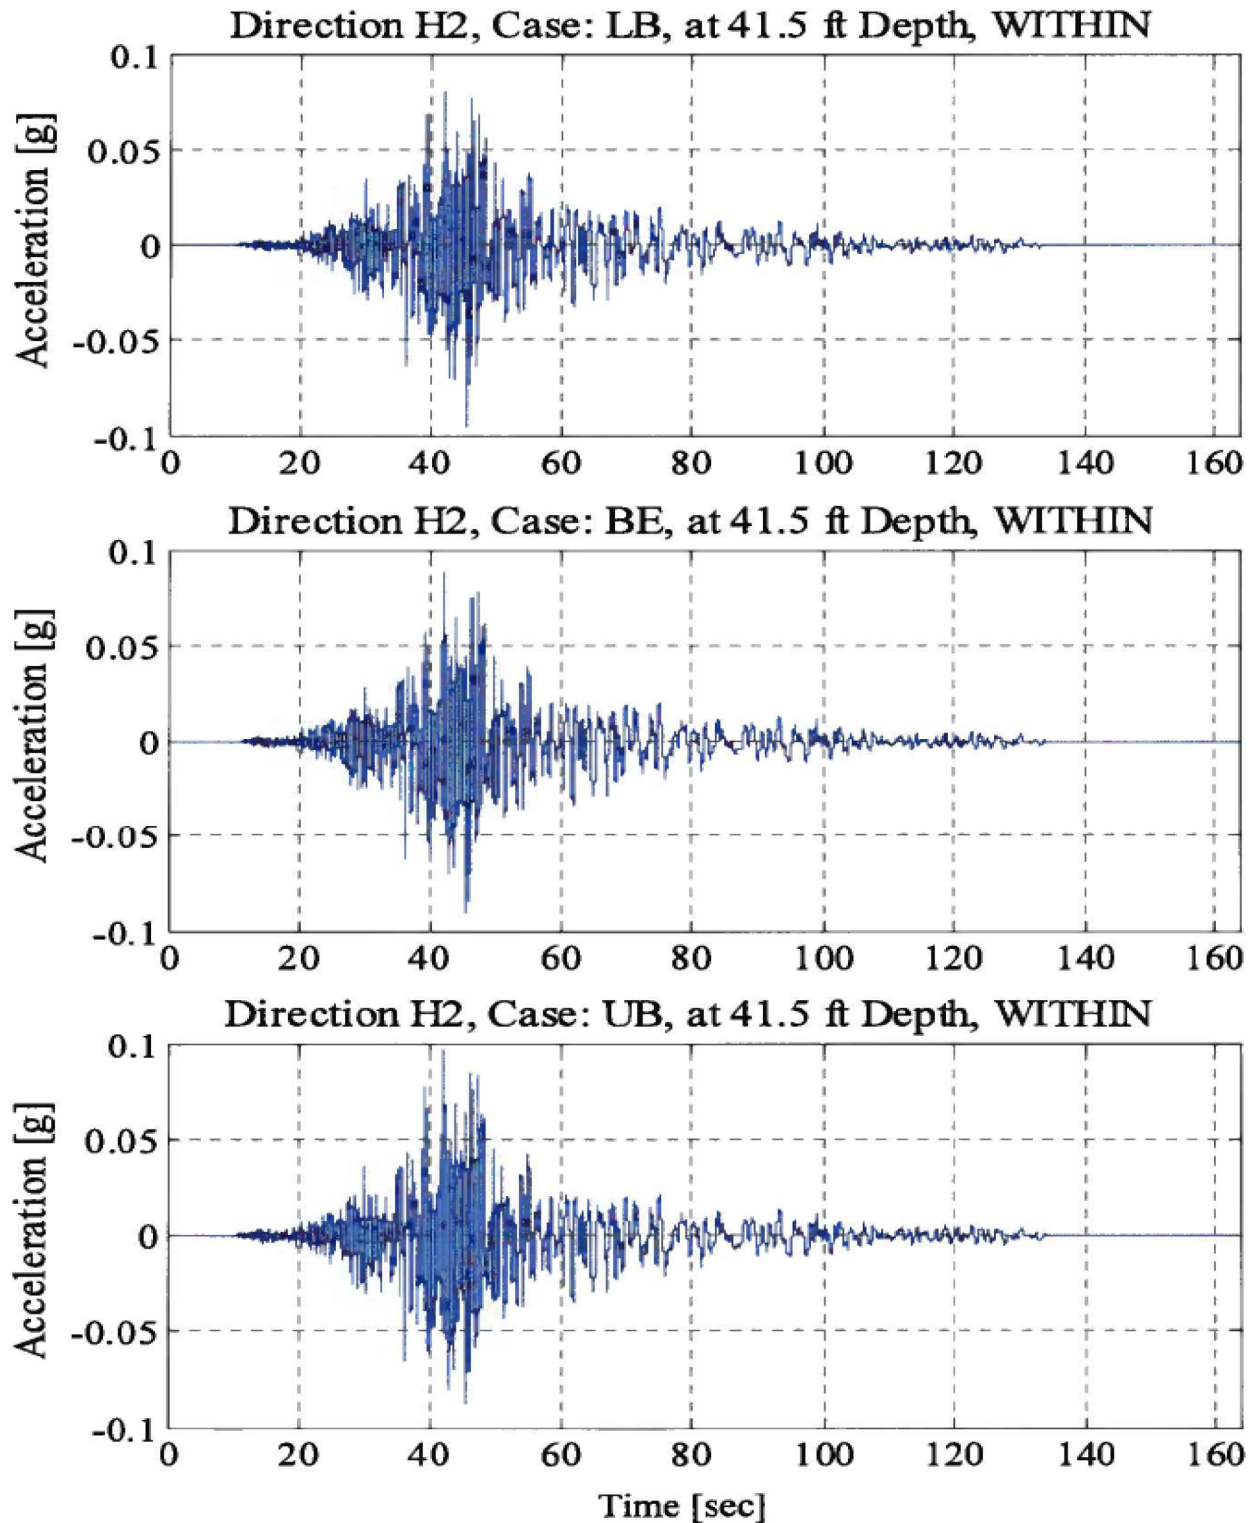 Direction H2, Case: LB, at 41.5 ft Depth, WITHIN
0.1
0.05
0
-0.05
-0.1
Acceleration [g]
0 20 40 60 80 100 120 140 160
Direction H2, Case: BE, at 41.5 ft Depth, WITHIN
0.1
0.05
0
-0.05
-0.1
Acceleration [g]
0 20 40 60 80 100 120 140 160
Direction H2, Case: UB, at 41.5 ft Depth, WITHIN
0.1
0.05
0
-0.05
-0.1
Acceleration [g]
0 20 40 60 80 100 120 140 160
Time [sec]